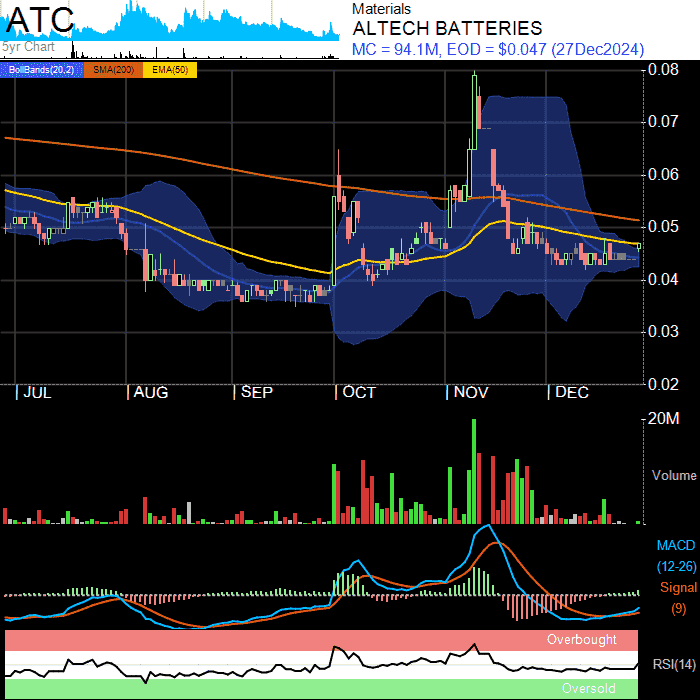 ATC
5yr Chart
Materials
ALTECH BATTERIES
MC = 94.1M, EOD = $0.047 (27Dec2024)
BollBands(20,2) SMA(200) EMA(50)
0.08
0.07
0.06
0.05
0.04
0.03
0.02
JUL AUG SEP OCT NOV DEC
20M
Volume
MACD
(12-26)
Signal
(9)
Overbought
RSI(14)
Oversold